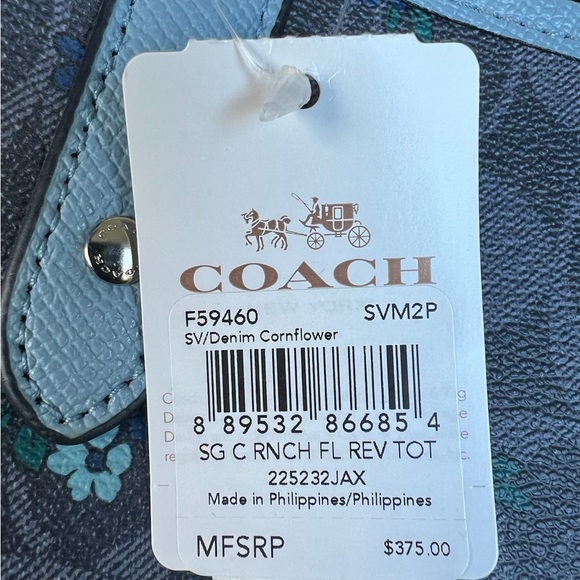 COACH
F59460 SVM2P
SV/Denim Cornflower
8 89532 86685 4
SG C RNCH FL REV TOT
225232JAX
Made in Philippines/Philippines
MFSRP $375.00